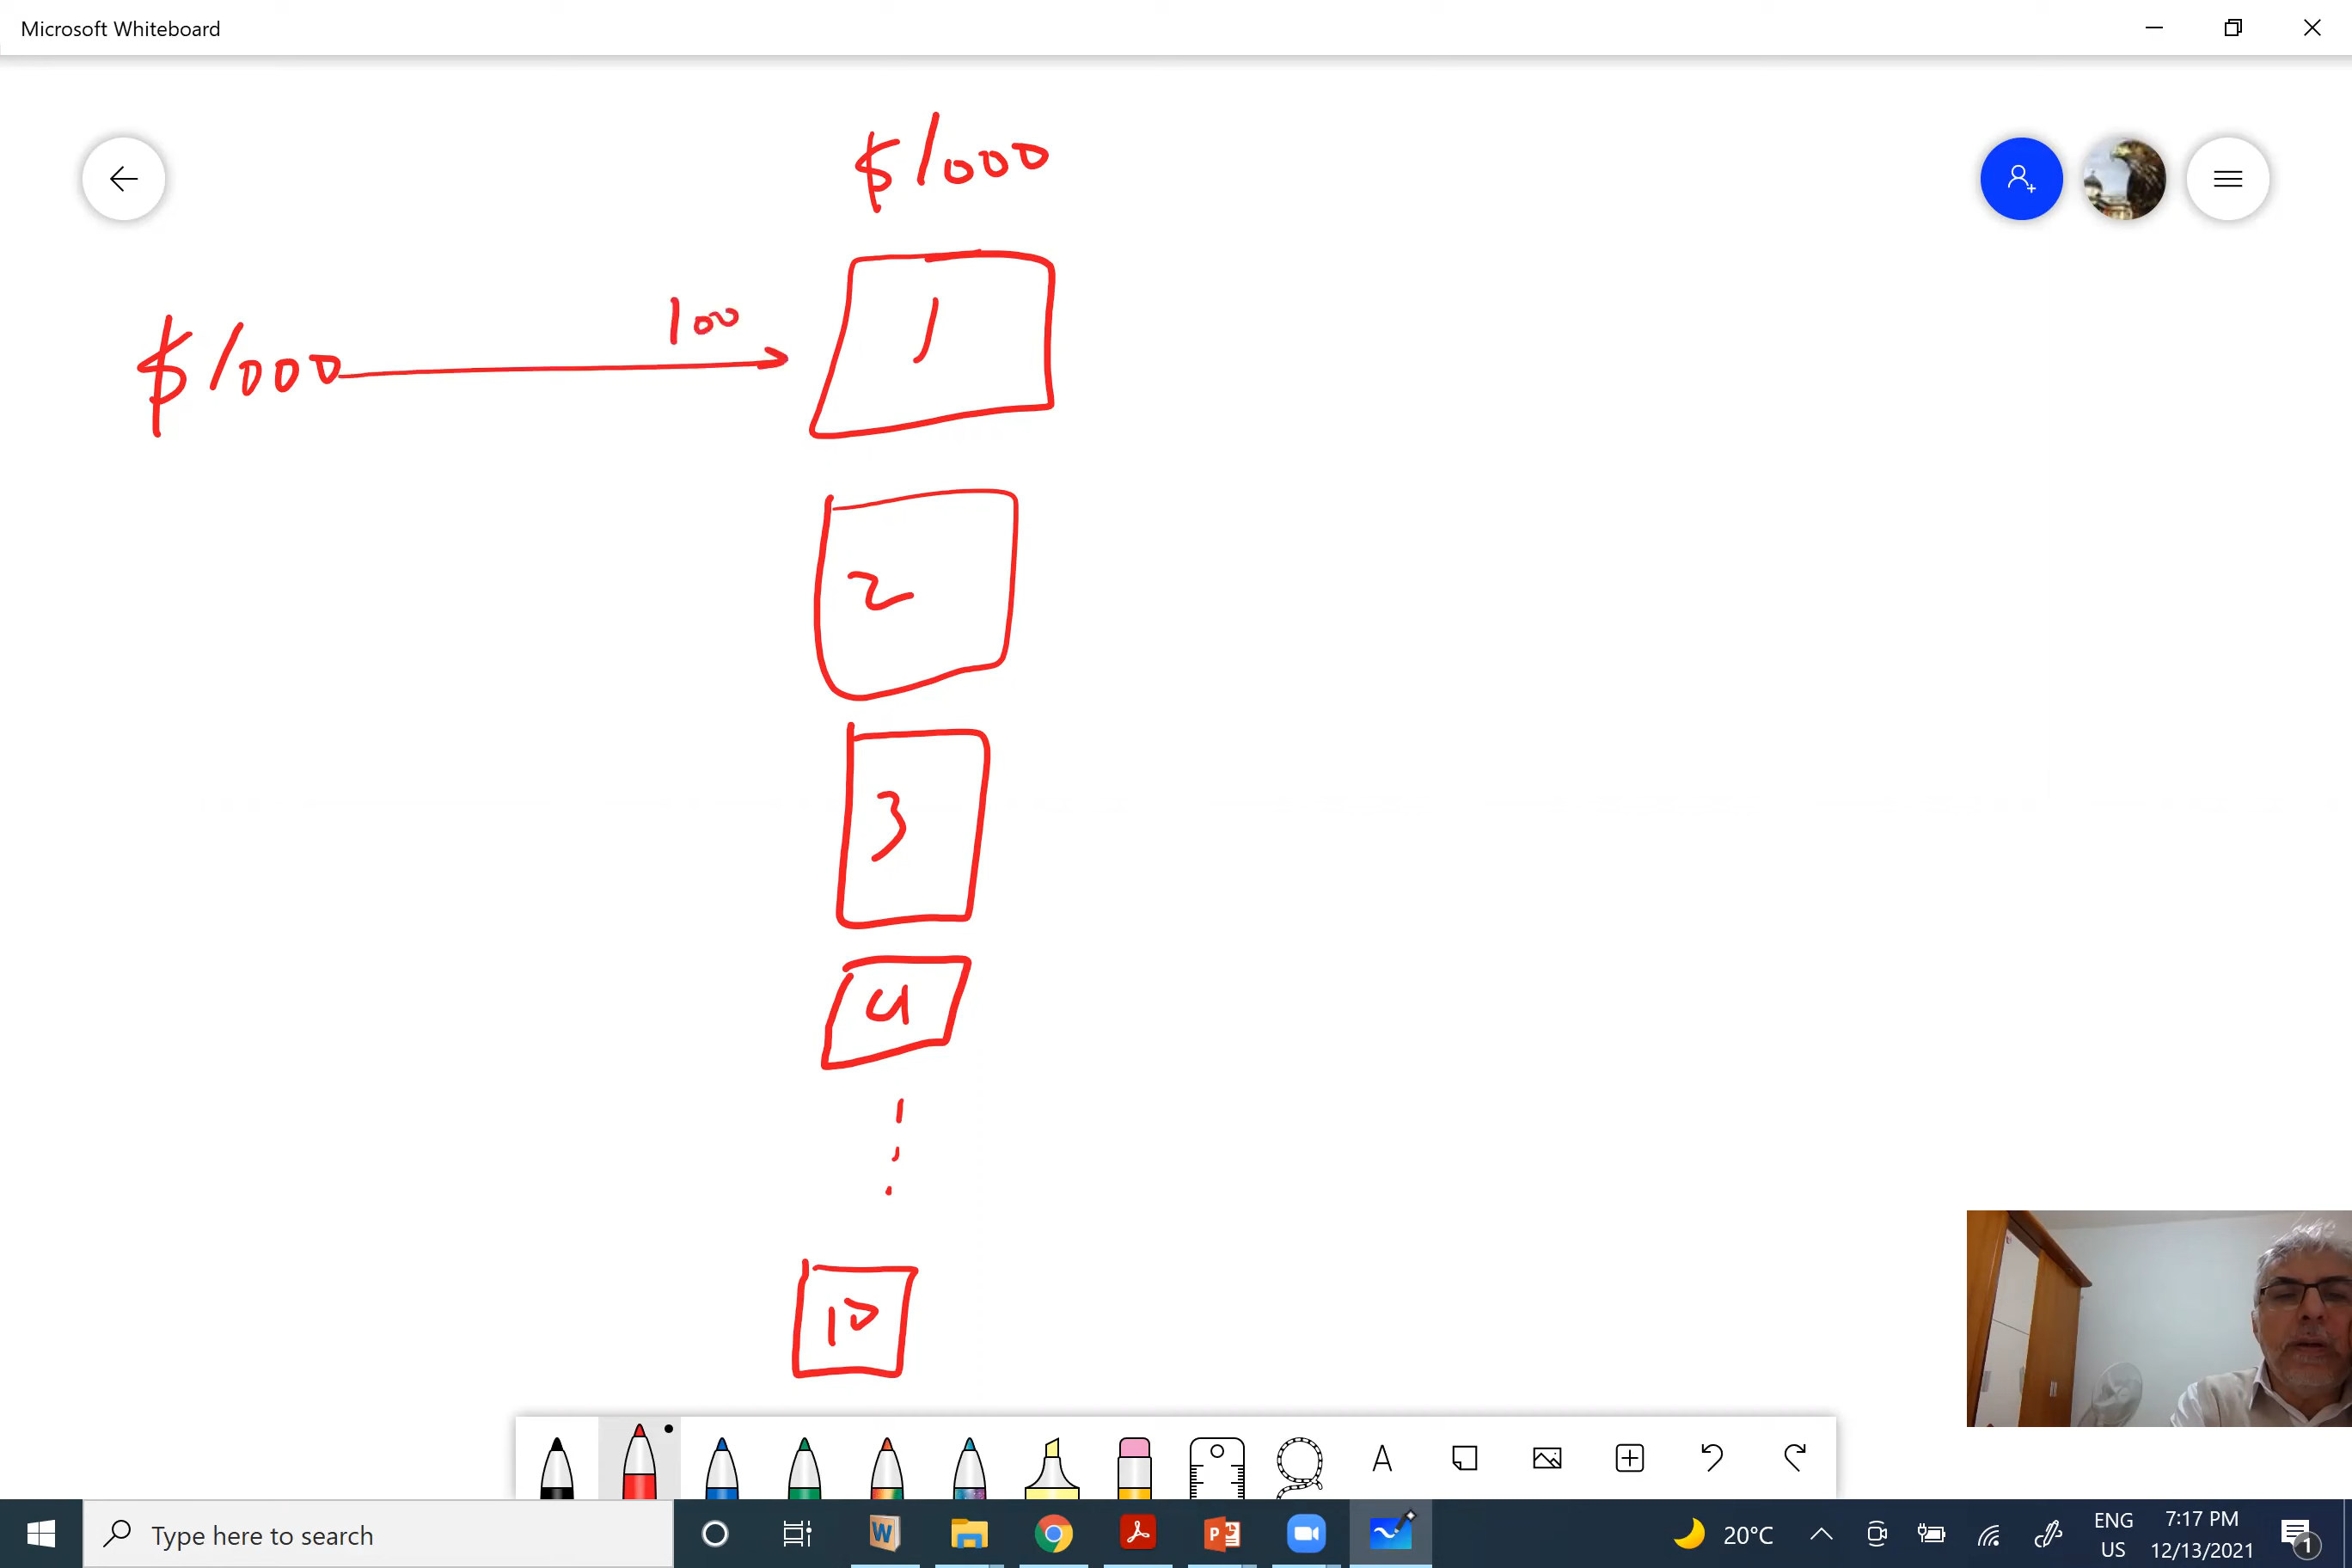 Microsoft Whiteboard
$1000
$1000
100
1
2
3
4
10
A
Type here to search
W
P
20°C
ENG
US
7:17 PM
12/13/2021
1